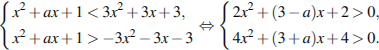 { x² + ax + 1 < 3x² + 3x + 3, ⇔ { 2x² + (3 − a)x + 2 > 0,
x² + ax + 1 > −3x² − 3x − 3 4x² + (3 + a)x + 4 > 0.